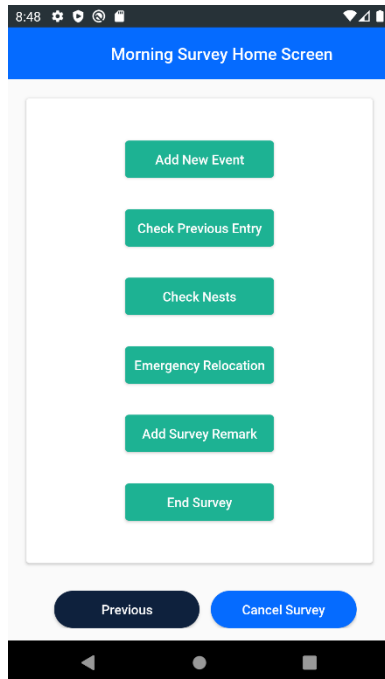 8:48
Morning Survey Home Screen
Add New Event
Check Previous Entry
Check Nests
Emergency Relocation
Add Survey Remark
End Survey
Previous Cancel Survey